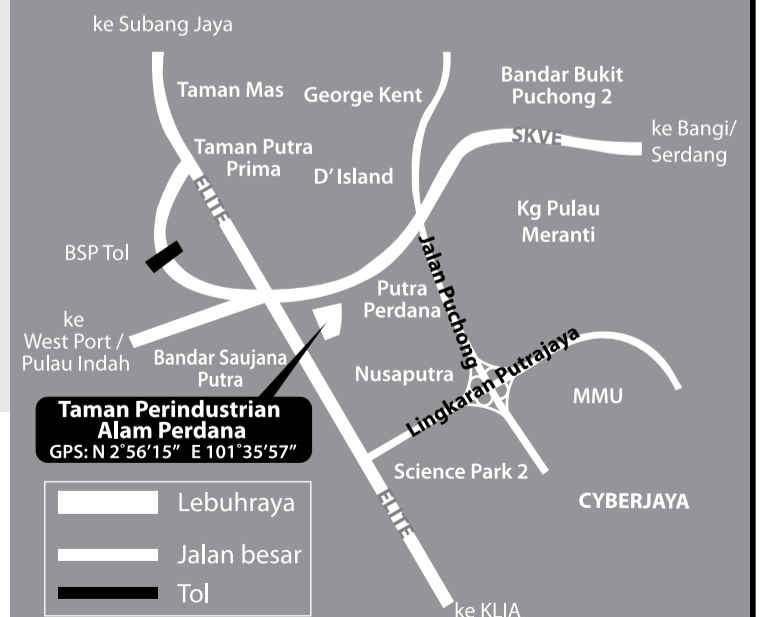 ke Subang Jaya
Taman Mas
George Kent
Bandar Bukit
Puchong 2
SKVE
ke Bangi/
Serdang
Taman Putra
Prima
D' Island
ELITE
Kg Pulau
Meranti
BSP Tol
Jalan Puchong
Putra
Perdana
ke
West Port /
Pulau Indah
Bandar Saujana
Putra
Nusaputra
Lingkaran Putrajaya
MMU
Taman Perindustrian
Alam Perdana
GPS: N 2˚56’15” E 101˚35’57”
Science Park 2
CYBERJAYA
ELITE
Lebuhraya
Jalan besar
Tol
ke KLIA